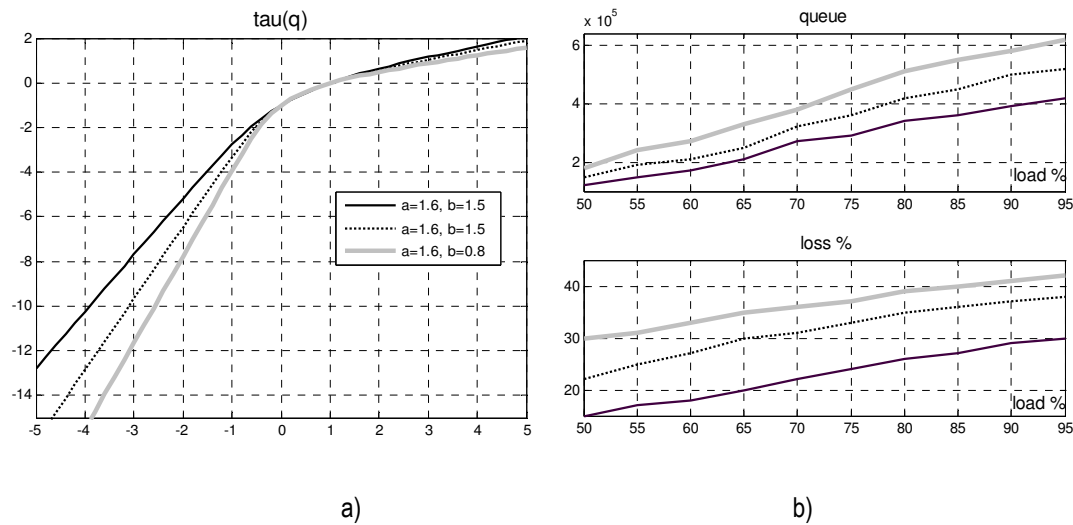 tau(q)
2
0
-2
-4
-6
-8
-10
-12
-14
-5 -4 -3 -2 -1 0 1 2 3 4 5
a=1.6, b=1.5
a=1.6, b=1.5
a=1.6, b=0.8
a)
queue
x 10^5
6
4
2
load %
50 55 60 65 70 75 80 85 90 95
loss %
40
30
20
load %
50 55 60 65 70 75 80 85 90 95
b)